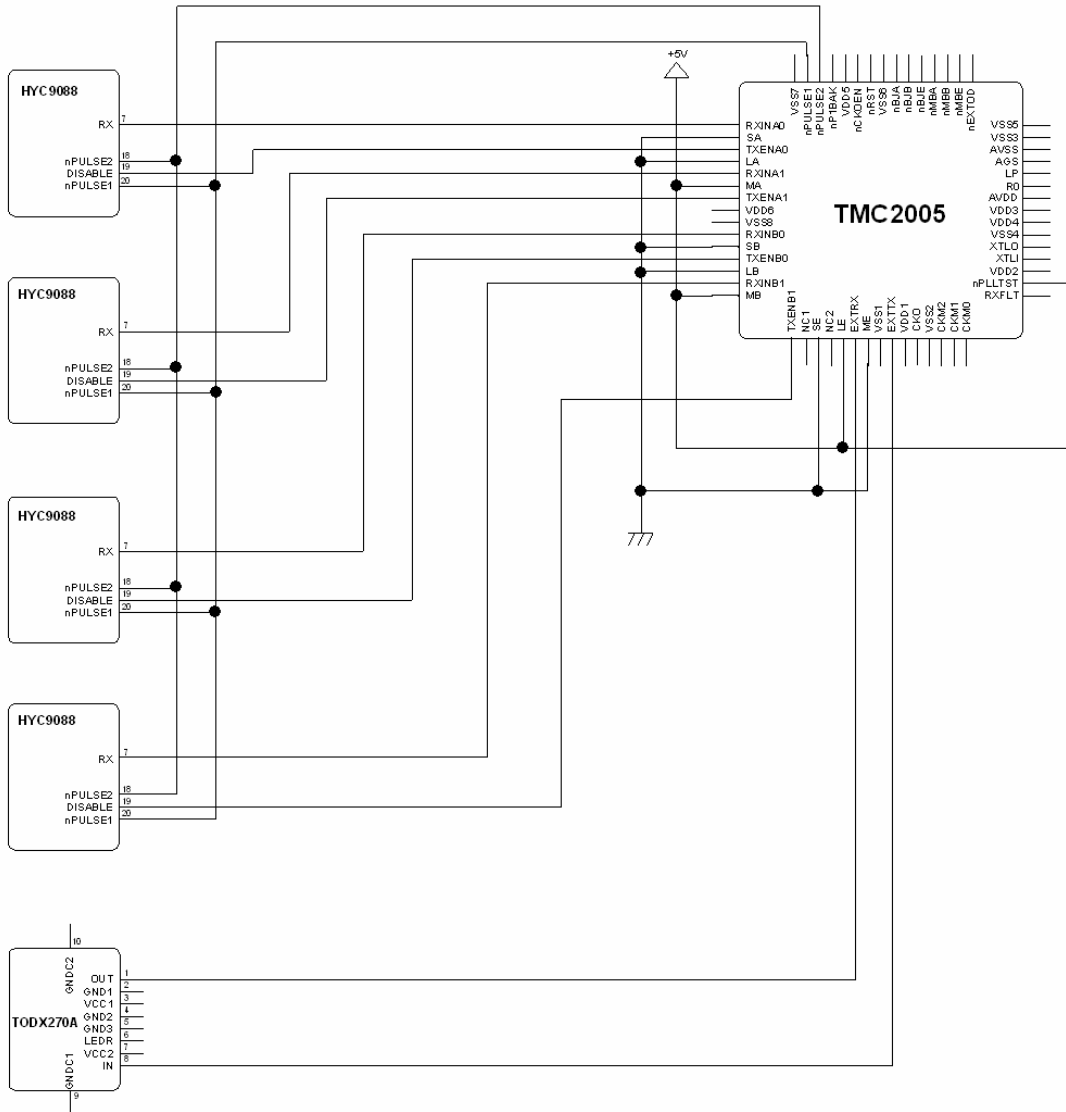 +5V
HYC9088
RX 7
nPULSE2 18
DISABLE 19
nPULSE1 20
HYC9088
RX 7
nPULSE2 18
DISABLE 19
nPULSE1 20
HYC9088
RX 7
nPULSE2 18
DISABLE 19
nPULSE1 20
HYC9088
RX 7
nPULSE2 18
DISABLE 19
nPULSE1 20
10
GNDC2
TODX270A
GNDC1
9
OUT 1
GND1 2
VCC1 3
GND2 4
GND3 5
LEDR 6
VCC2 7
IN 8
TMC2005
VSS7
nPULSE1
nPULSE2
nP1BAK
VDD5
nCKOEN
nRST
VSS6
nBJA
nBJB
nBJE
nMBA
nMBB
nMBE
nEXTOD
RXINA0
SA
TXENA0
LA
RXINA1
MA
TXENA1
VDD6
VSS8
RXINB0
SB
TXENB0
LB
RXINB1
MB
TXENB1
NC1
SE
NC2
LE
EXTRX
ME
VSS1
EXTTX
VDD1
CKO
VSS2
CKM2
CKM1
CKM0
VSS5
VSS3
AVSS
AGS
LP
RO
AVDD
VDD3
VDD4
VSS4
XTLO
XTLI
VDD2
nPLLTST
RXFLT